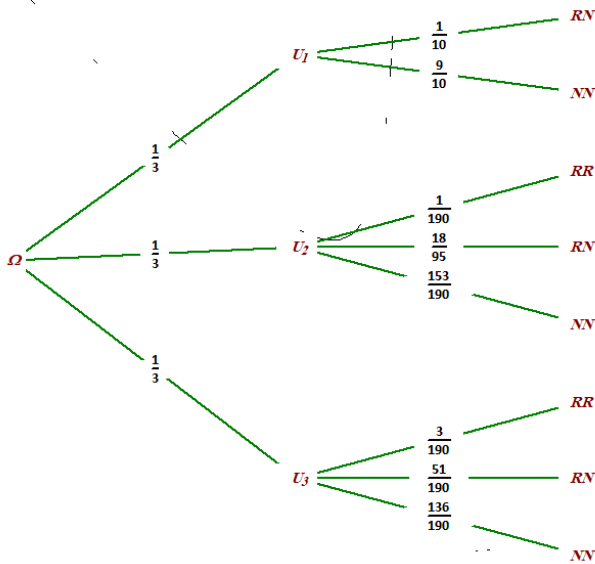 RN
1/10
U1
9/10
NN
1/3
RR
1/190
Ω
1/3
U2
18/95
RN
153/190
NN
1/3
RR
3/190
U3
51/190
RN
136/190
NN